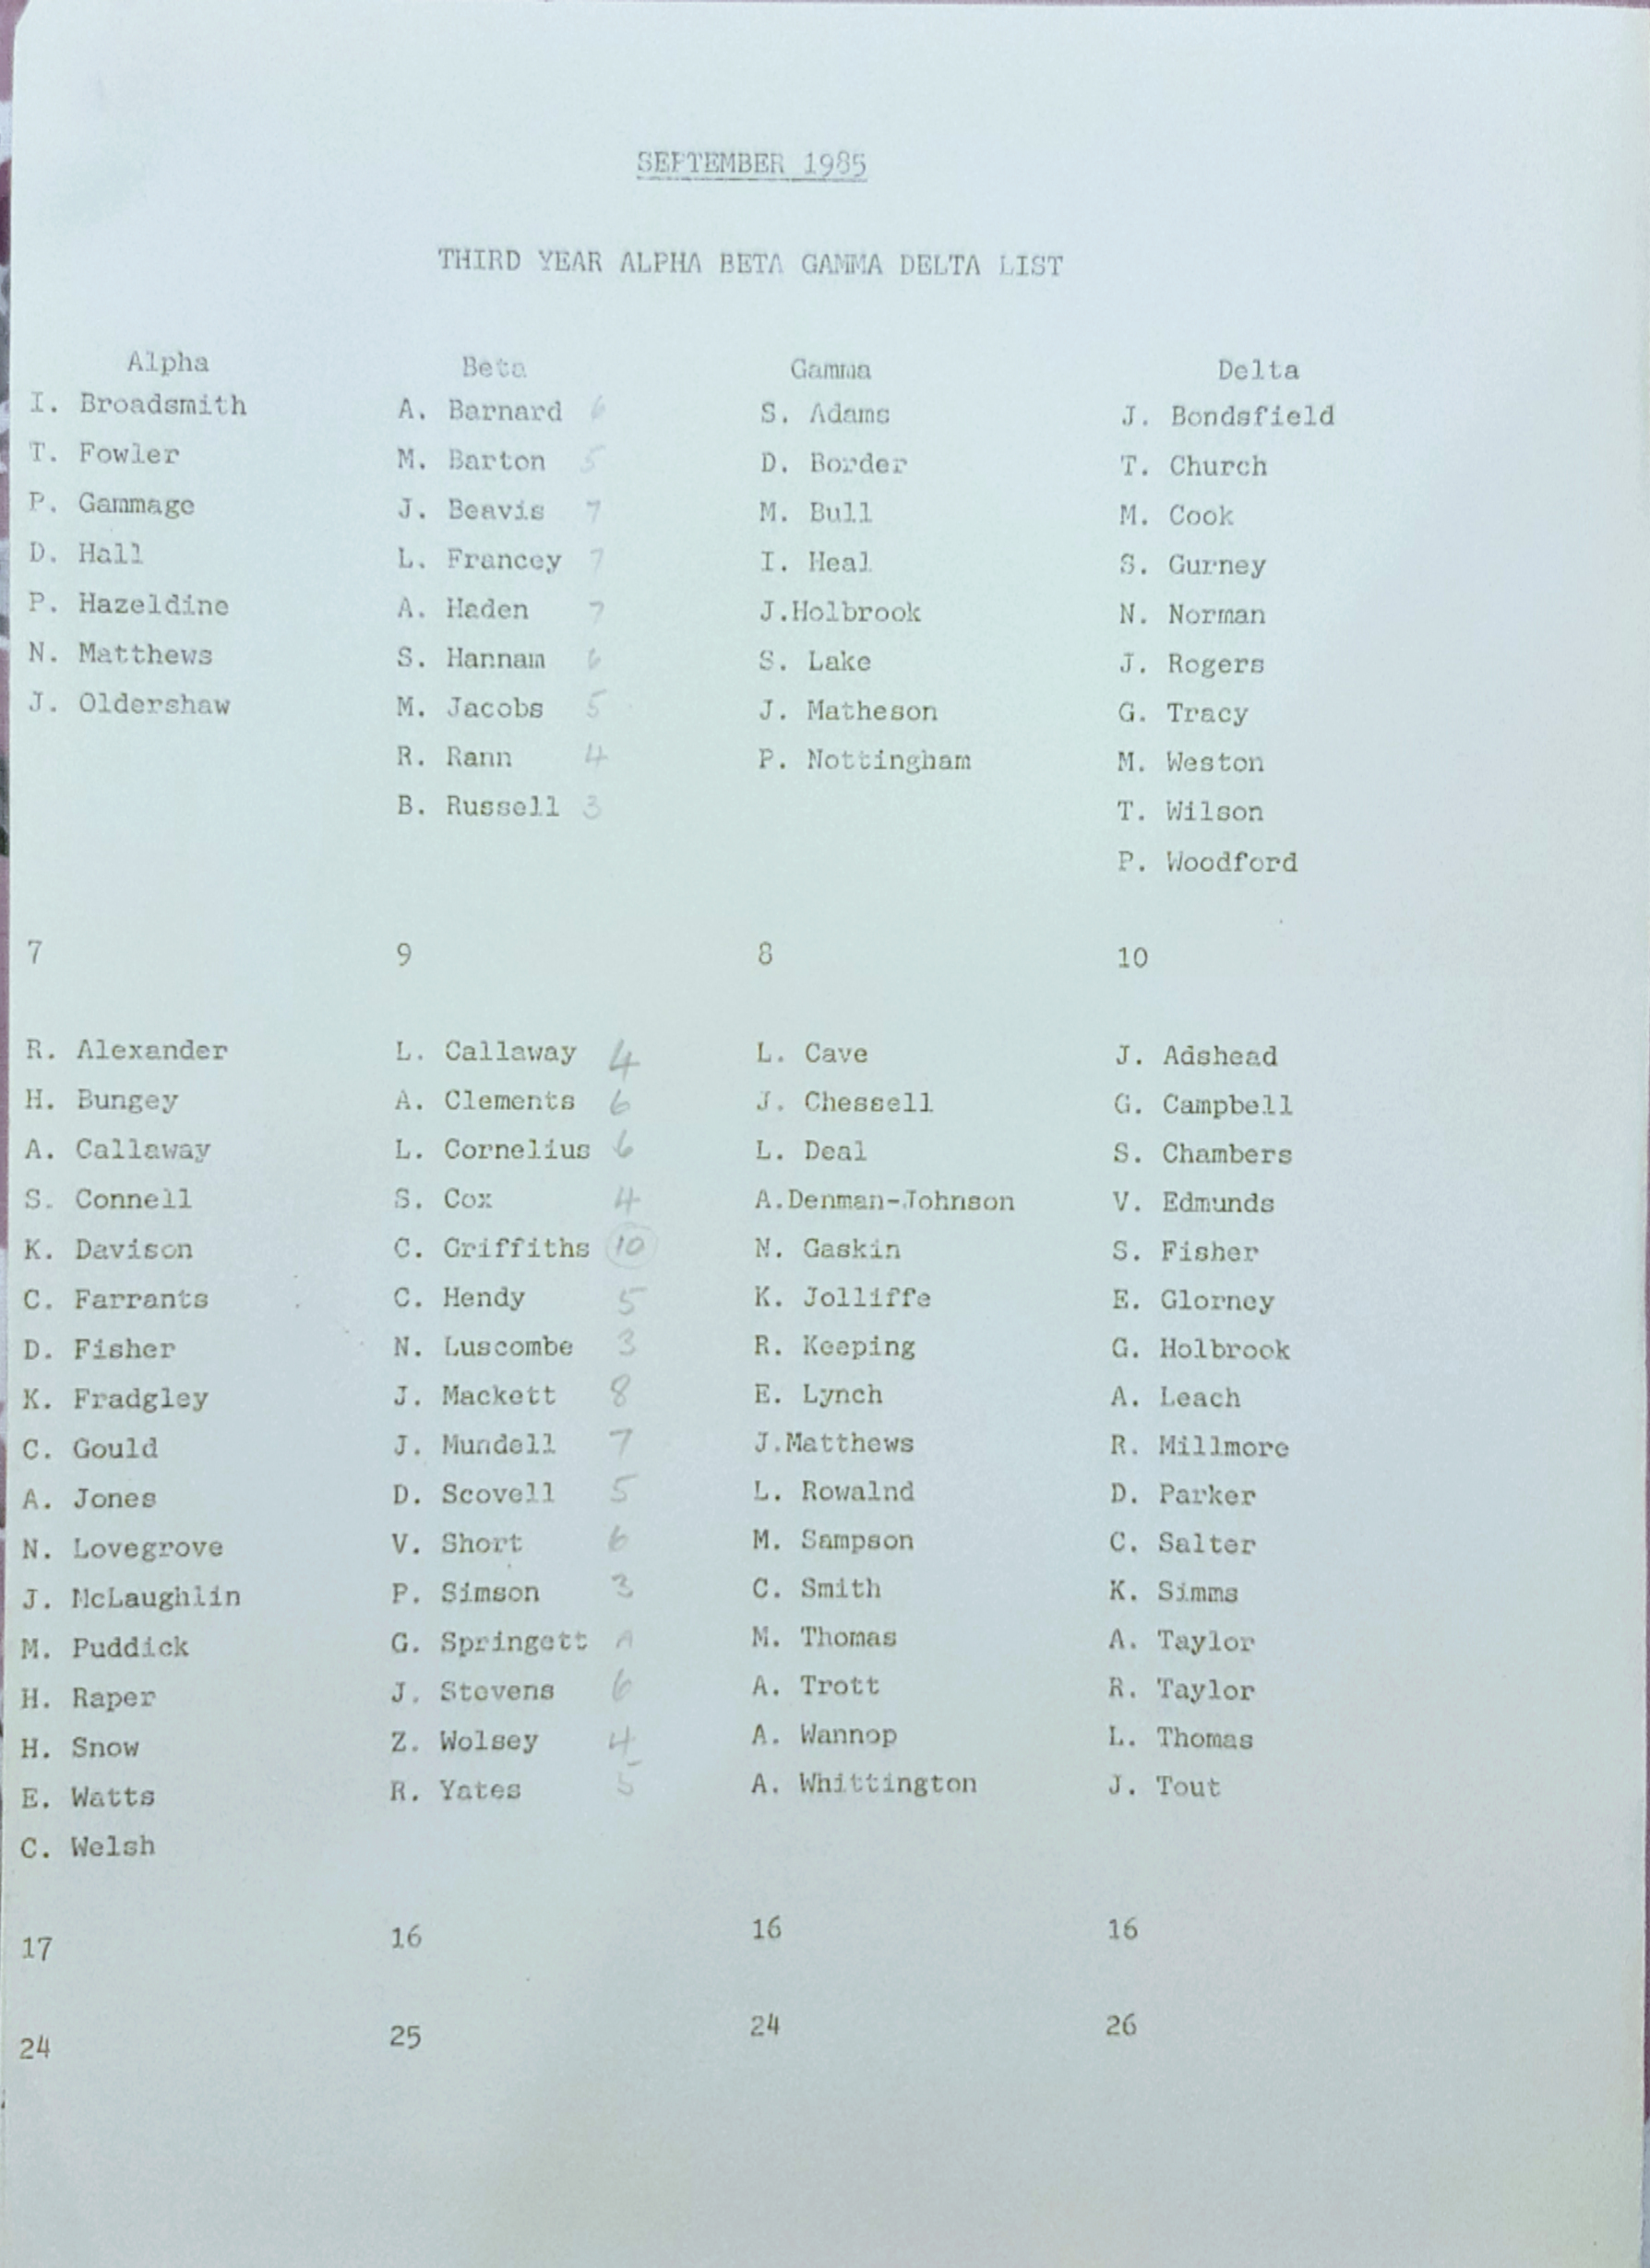 SEPTEMBER 1985
THIRD YEAR ALPHA BETA GAMMA DELTA LIST
Alpha Beta Gamma Delta
I. Broadsmith A. Barnard 6 S. Adams J. Bondsfield
T. Fowler M. Barton 5 D. Border T. Church
P. Gammage J. Beavis 7 M. Bull M. Cook
D. Hall L. Francey 7 I. Heal S. Gurney
P. Hazeldine A. Haden 7 J.Holbrook N. Norman
N. Matthews S. Hannam 6 S. Lake J. Rogers
J. Oldershaw M. Jacobs 5 J. Matheson G. Tracy
R. Rann 4 P. Nottingham M. Weston
B. Russell 3 T. Wilson
P. Woodford
7 9 8 10
R. Alexander L. Callaway 4 L. Cave J. Adshead
H. Bungey A. Clements 6 J. Chessell G. Campbell
A. Callaway L. Cornelius 6 L. Deal S. Chambers
S. Connell S. Cox 4 A.Denman-Johnson V. Edmunds
K. Davison C. Griffiths 10 N. Gaskin S. Fisher
C. Farrants C. Hendy 5 K. Jolliffe E. Glorney
D. Fisher N. Luscombe 3 R. Keeping G. Holbrook
K. Fradgley J. Mackett 8 E. Lynch A. Leach
C. Gould J. Mundell 7 J.Matthews R. Millmore
A. Jones D. Scovell 5 L. Rowalnd D. Parker
N. Lovegrove V. Short 6 M. Sampson C. Salter
J. McLaughlin P. Simson 3 C. Smith K. Simms
M. Puddick G. Springett A M. Thomas A. Taylor
H. Raper J. Stevens 6 A. Trott R. Taylor
H. Snow Z. Wolsey 4 A. Wannop L. Thomas
E. Watts R. Yates 5 A. Whittington J. Tout
C. Welsh
17 16 16 16
24 25 24 26